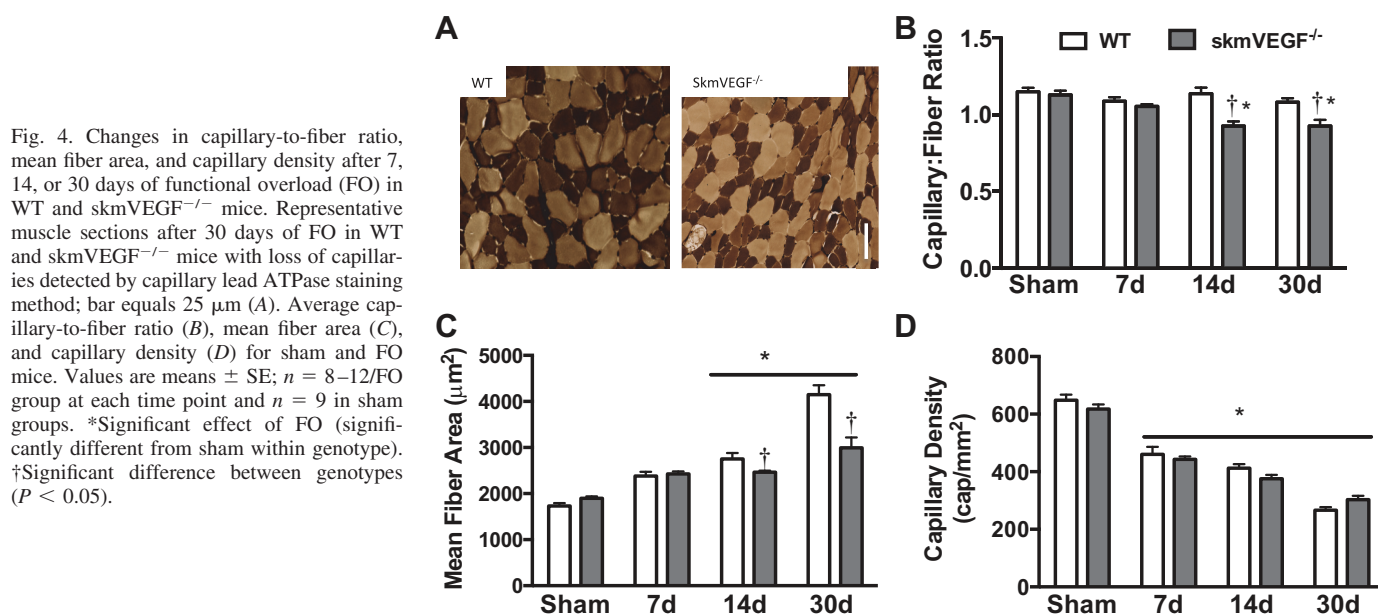 Fig. 4. Changes in capillary-to-fiber ratio,
mean fiber area, and capillary density after 7,
14, or 30 days of functional overload (FO) in
WT and skmVEGF−/− mice. Representative
muscle sections after 30 days of FO in WT
and skmVEGF−/− mice with loss of capillar-
ies detected by capillary lead ATPase staining
method; bar equals 25 μm (A). Average cap-
illary-to-fiber ratio (B), mean fiber area (C),
and capillary density (D) for sham and FO
mice. Values are means ± SE; n = 8–12/FO
group at each time point and n = 9 in sham
groups. *Significant effect of FO (signifi-
cantly different from sham within genotype).
†Significant difference between genotypes
(P < 0.05).
A
WT
SkmVEGF-/-
B
Capillary:Fiber Ratio
1.5
1.0
0.5
0.0
WT
skmVEGF-/-
† *
† *
Sham 7d 14d 30d
C
Mean Fiber Area (μm²)
5000
4000
3000
2000
1000
0
*
†
†
Sham 7d 14d 30d
D
Capillary Density
(cap/mm²)
800
600
400
200
0
*
Sham 7d 14d 30d